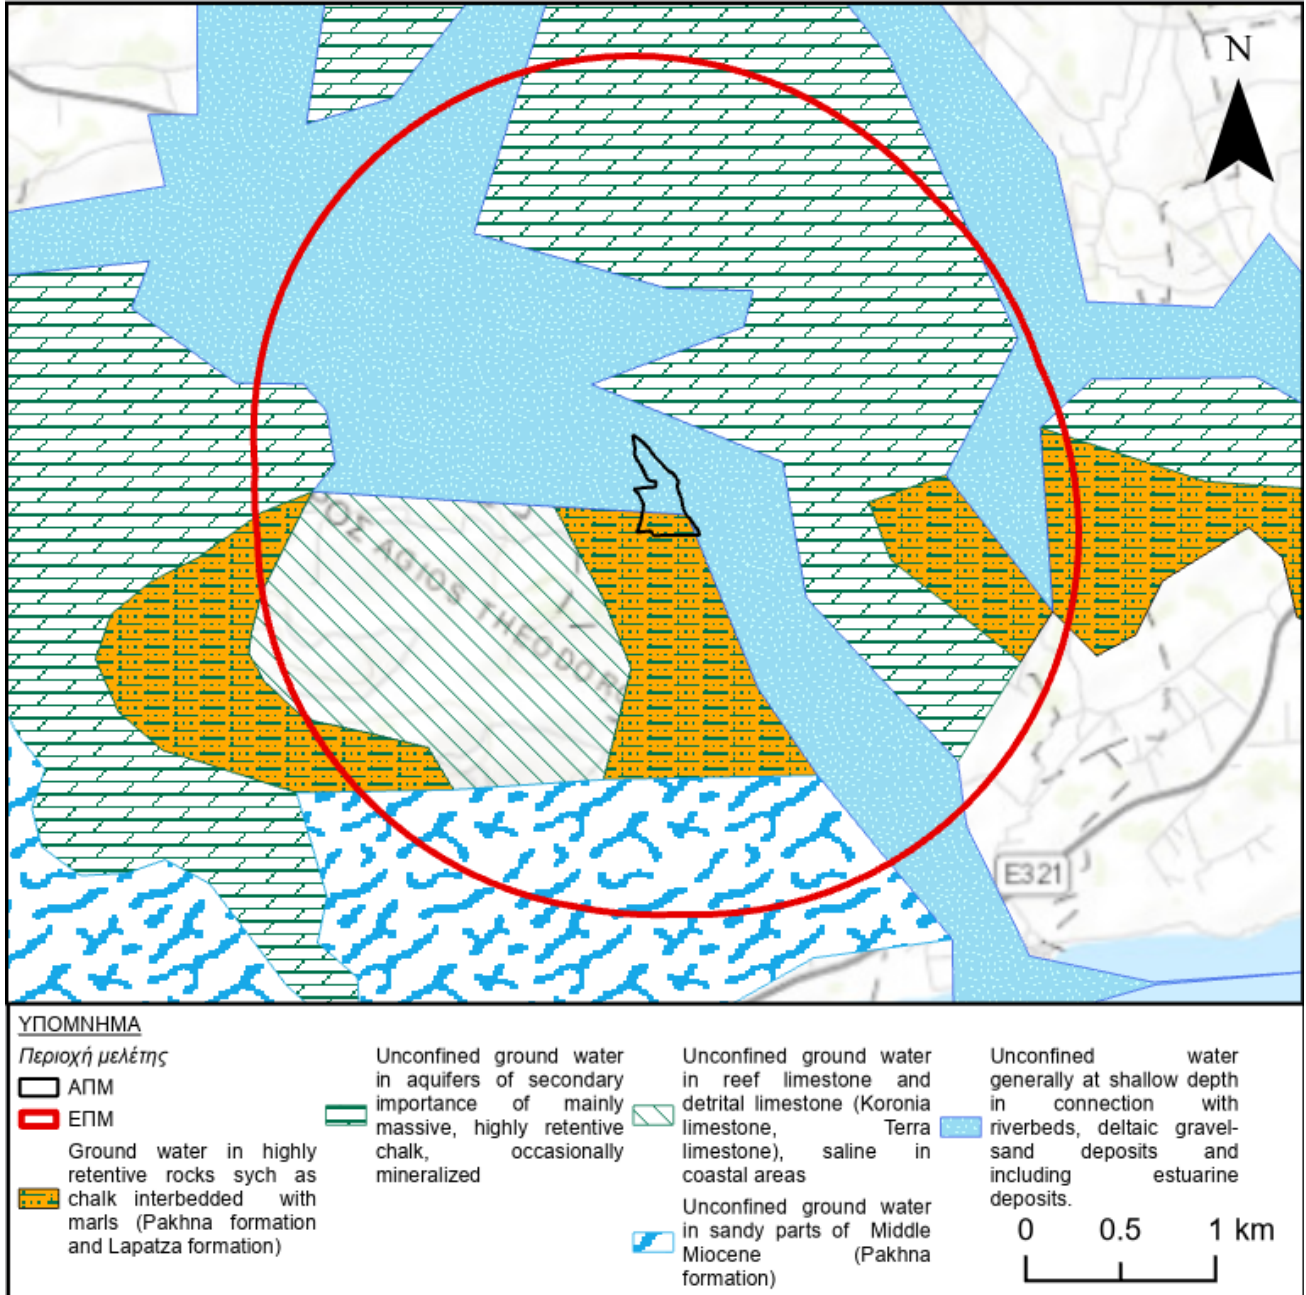 N
ΡΟΣ AGIOS THEODOR
E321
ΥΠΟΜΝΗΜΑ
Περιοχή μελέτης
ΑΠΜ
ΕΠΜ
Ground water in highly
retentive rocks sych as
chalk interbedded with
marls (Pakhna formation
and Lapatza formation)
Unconfined ground water
in aquifers of secondary
importance of mainly
massive, highly retentive
chalk, occasionally
mineralized
Unconfined ground water
in reef limestone and
detrital limestone (Koronia
limestone, Terra
limestone), saline in
coastal areas
Unconfined ground water
in sandy parts of Middle
Miocene (Pakhna
formation)
Unconfined water
generally at shallow depth
in connection with
riverbeds, deltaic gravel-
sand deposits and
including estuarine
deposits.
0 0.5 1 km